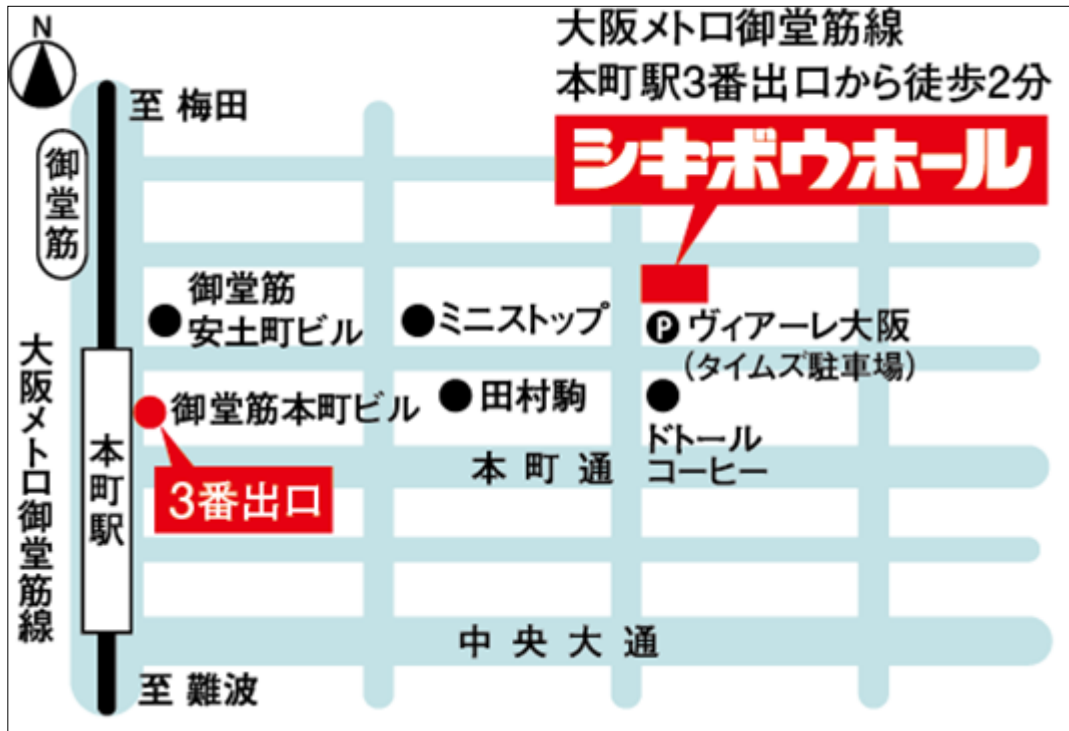 大阪メトロ御堂筋線
本町駅3番出口から徒歩2分
シキボウホール
N
至 梅田
御堂筋
御堂筋
安土町ビル
ミニストップ
P ヴィアーレ大阪
(タイムズ駐車場)
御堂筋本町ビル
田村駒
ドトール
コーヒー
3番出口
本町通
本町駅
大阪メトロ御堂筋線
中央大通
至 難波